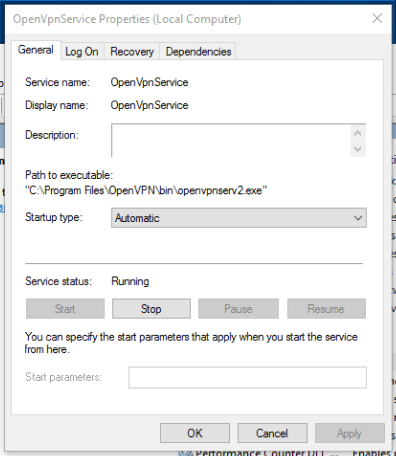 OpenVpnService Properties (Local Computer)
General Log On Recovery Dependencies
Service name: OpenVpnService
Display name: OpenVpnService
Description:
Path to executable:
"C:\Program Files\OpenVPN\bin\openvpnserv2.exe"
Startup type: Automatic
Service status: Running
Start Stop Pause Resume
You can specify the start parameters that apply when you start the service
from here.
Start parameters:
OK Cancel Apply
Performance Counter DLL ... Enables